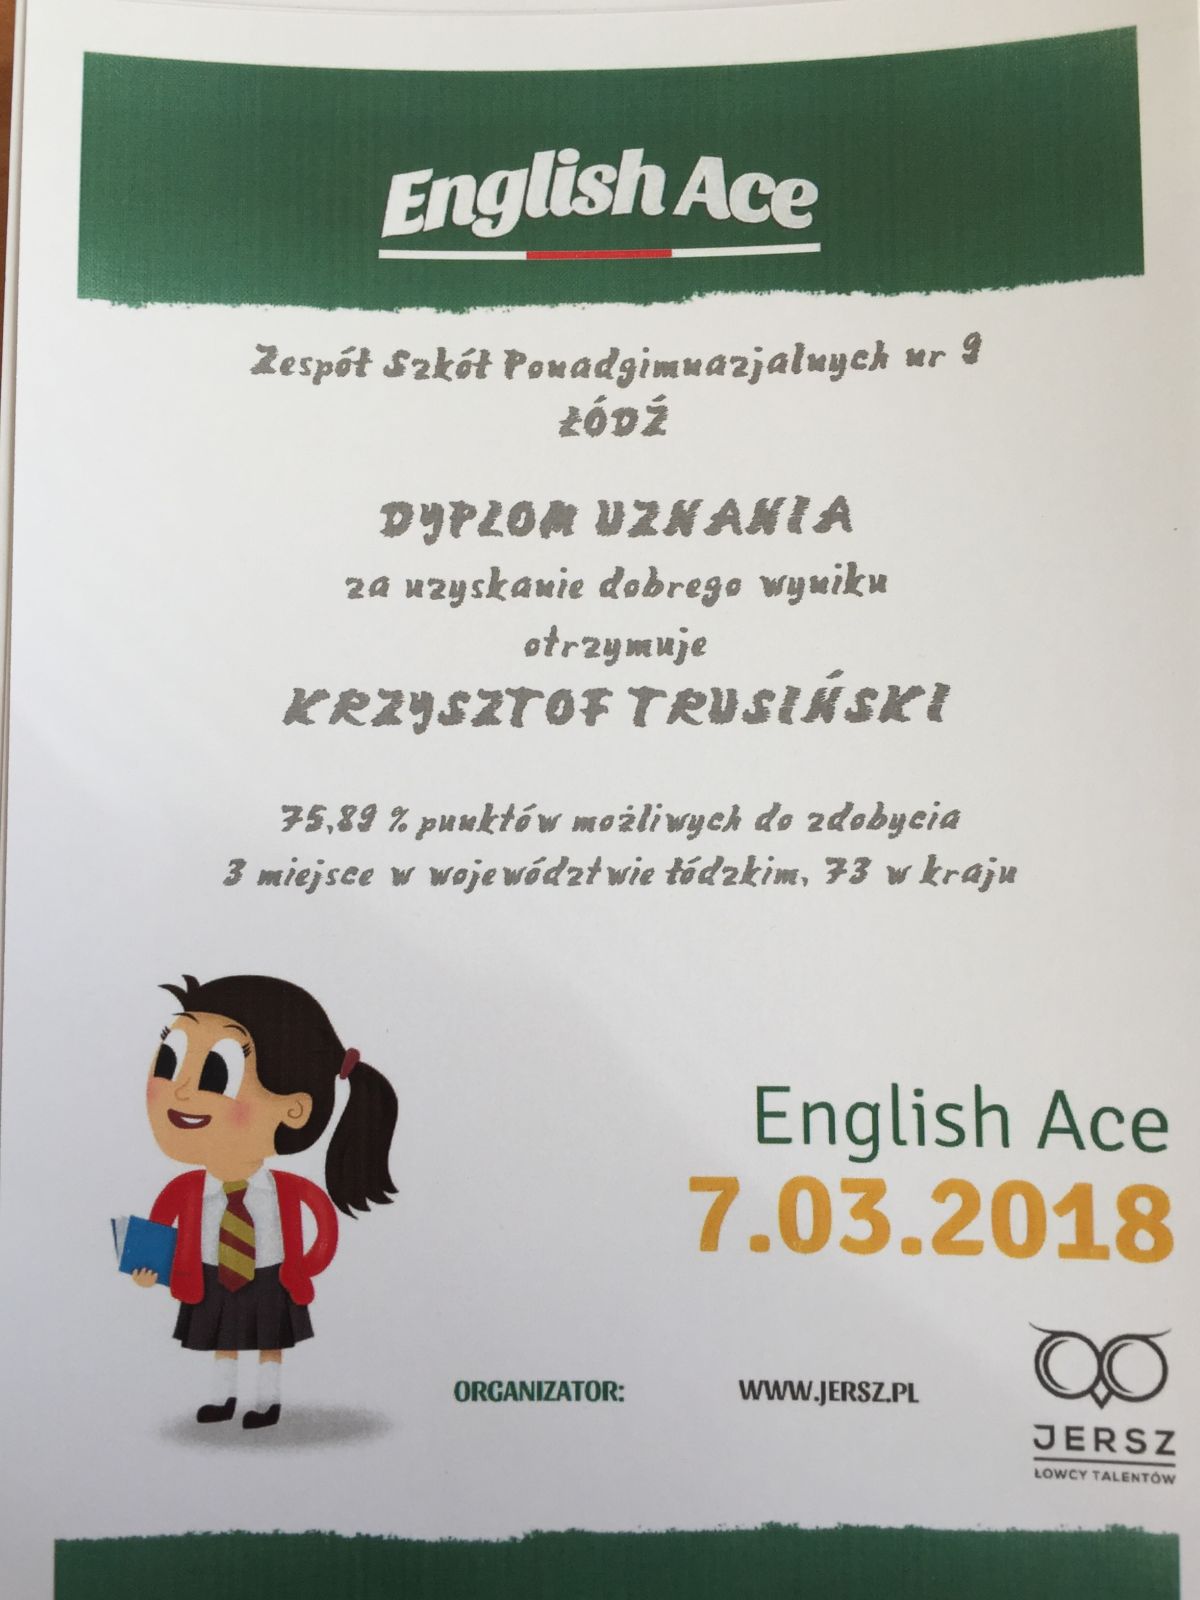 English Ace
Zespół Szkół Ponadgimnazjalnych nr 9
ŁÓDŹ
DYPLOM UZNANIA
za uzyskanie dobrego wyniku
otrzymuje
KRZYSZTOF TRUSIŃSKI
75,89 % punktów możliwych do zdobycia
3 miejsce w województwie łódzkim, 73 w kraju
English Ace
7.03.2018
ORGANIZATOR: WWW.JERSZ.PL
JERSZ
ŁOWCY TALENTÓW